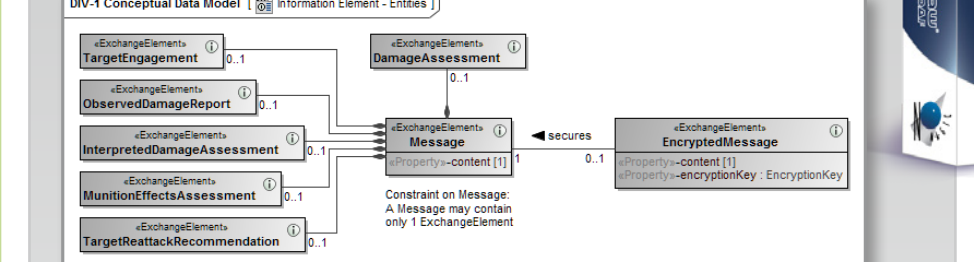 DIV-1 Conceptual Data Model [ Information Element - Entities ]
«ExchangeElement»
TargetEngagement
0..1
«ExchangeElement»
DamageAssessment
0..1
«ExchangeElement»
ObservedDamageReport
0..1
«ExchangeElement»
InterpretedDamageAssessment
0..1
«ExchangeElement»
Message
«Property»-content [1]
1
secures
0..1
«ExchangeElement»
EncryptedMessage
«Property»-content [1]
«Property»-encryptionKey : EncryptionKey
«ExchangeElement»
MunitionEffectsAssessment
0..1
Constraint on Message:
A Message may contain
only 1 ExchangeElement
«ExchangeElement»
TargetReattackRecommendation
0..1